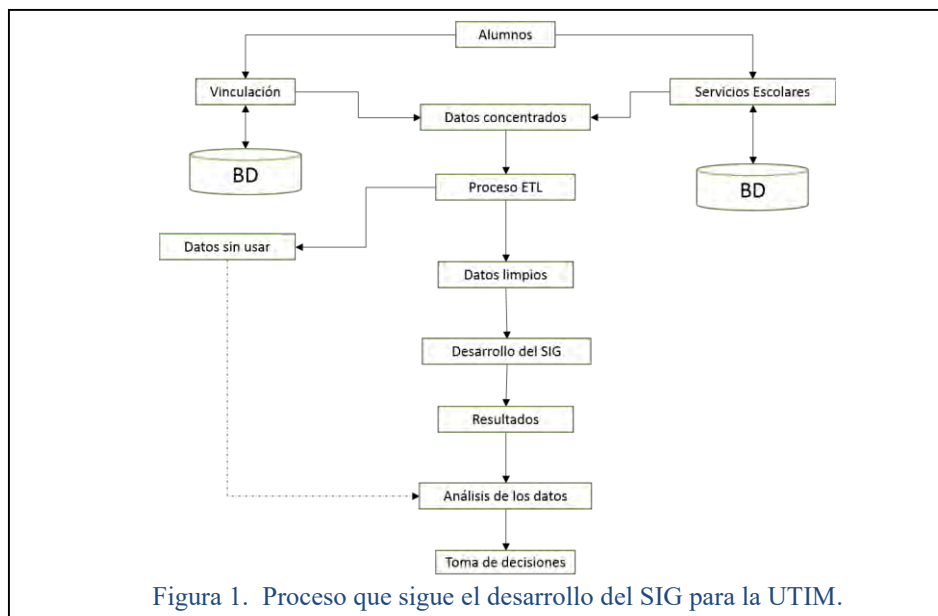 Alumnos
Vinculación
Servicios Escolares
Datos concentrados
BD
BD
Proceso ETL
Datos sin usar
Datos limpios
Desarrollo del SIG
Resultados
Análisis de los datos
Toma de decisiones
Figura 1. Proceso que sigue el desarrollo del SIG para la UTIM.